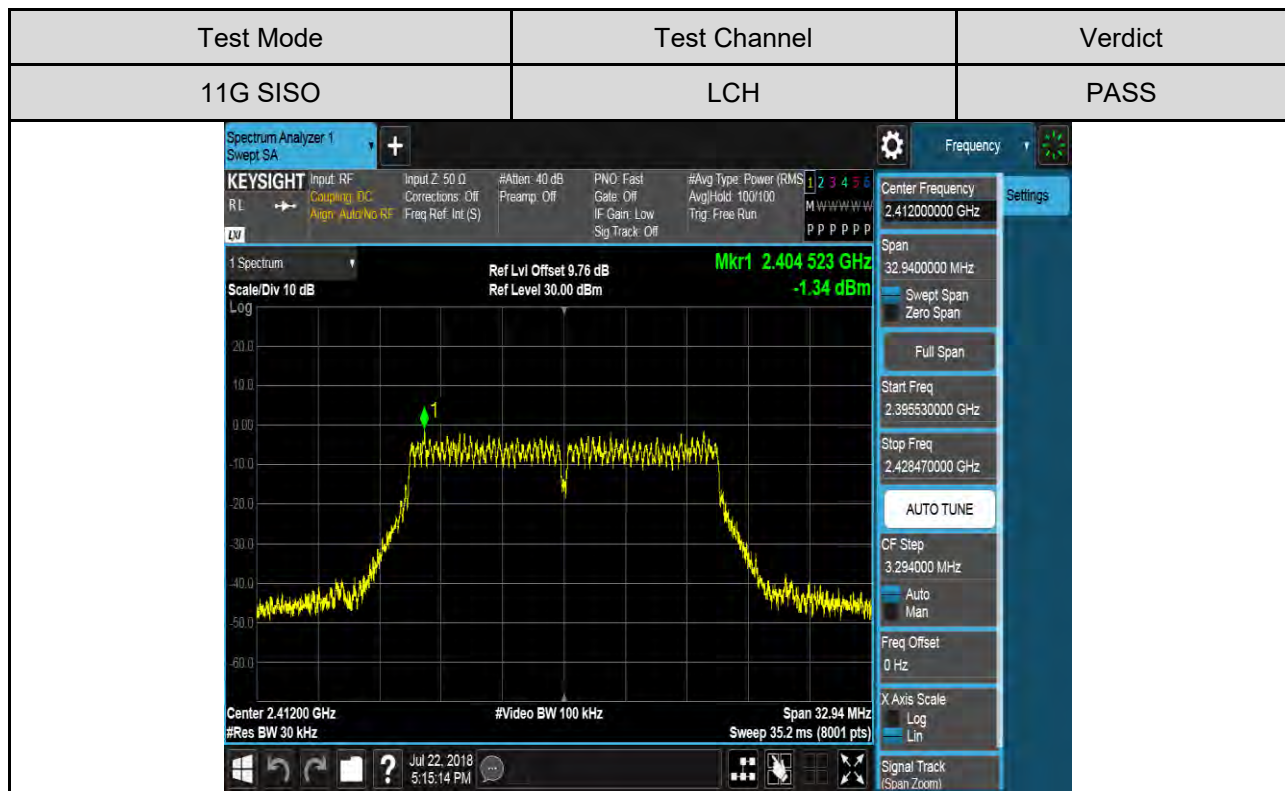 Test Mode Test Channel Verdict
11G SISO LCH PASS
Spectrum Analyzer 1
Swept SA
+
Frequency
KEYSIGHT
RL
LXI
Input: RF
Coupling: DC
Align: Auto/No RF
Input Z: 50 Ω
Corrections: Off
Freq Ref: Int (S)
#Atten: 40 dB
Preamp: Off
PNO: Fast
Gate: Off
IF Gain: Low
Sig Track: Off
#Avg Type: Power (RMS
Avg|Hold: 100/100
Trig: Free Run
1 2 3 4 5 6
M W W W W W
P P P P P P
1 Spectrum
Scale/Div 10 dB
Ref Lvl Offset 9.76 dB
Ref Level 30.00 dBm
Mkr1 2.404 523 GHz
-1.34 dBm
Log
20.0
10.0
0.00
-10.0
-20.0
-30.0
-40.0
-50.0
-60.0
1
Center 2.41200 GHz
#Res BW 30 kHz
#Video BW 100 kHz
Span 32.94 MHz
Sweep 35.2 ms (8001 pts)
Center Frequency
2.412000000 GHz
Settings
Span
32.9400000 MHz
Swept Span
Zero Span
Full Span
Start Freq
2.395530000 GHz
Stop Freq
2.428470000 GHz
AUTO TUNE
CF Step
3.294000 MHz
Auto
Man
Freq Offset
0 Hz
X Axis Scale
Log
Lin
Signal Track
(Span Zoom)
?
Jul 22, 2018
5:15:14 PM